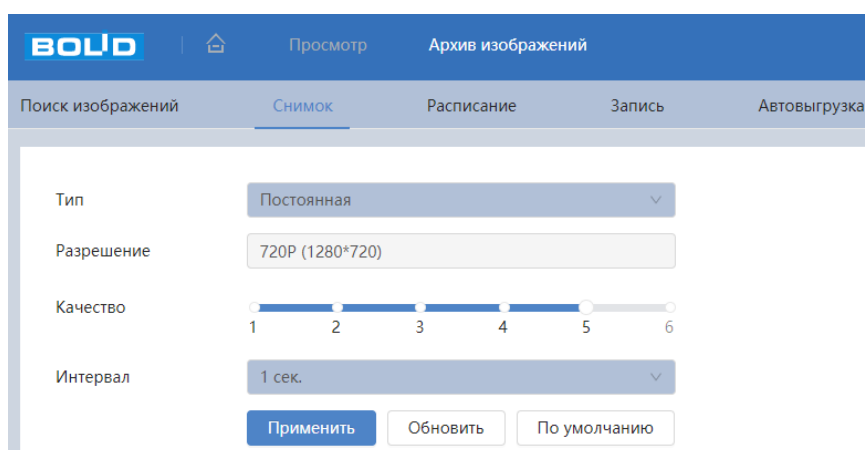 BOLID Просмотр Архив изображений
Поиск изображений Снимок Расписание Запись Автовыгрузка
Тип Постоянная
Разрешение 720P (1280*720)
Качество
1 2 3 4 5 6
Интервал 1 сек.
Применить Обновить По умолчанию